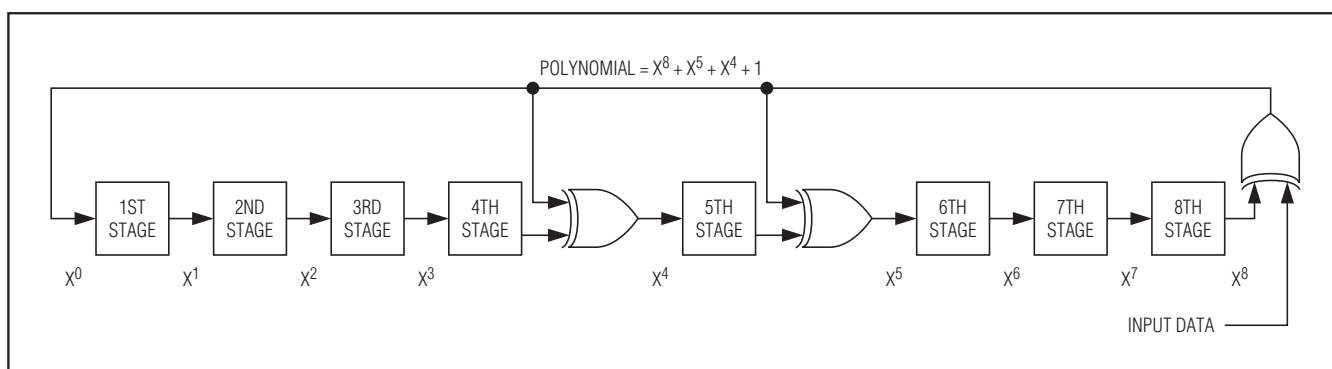 POLYNOMIAL = X⁸ + X⁵ + X⁴ + 1
1ST
STAGE
2ND
STAGE
3RD
STAGE
4TH
STAGE
5TH
STAGE
6TH
STAGE
7TH
STAGE
8TH
STAGE
X⁰
X¹
X²
X³
X⁴
X⁵
X⁶
X⁷
X⁸
INPUT DATA